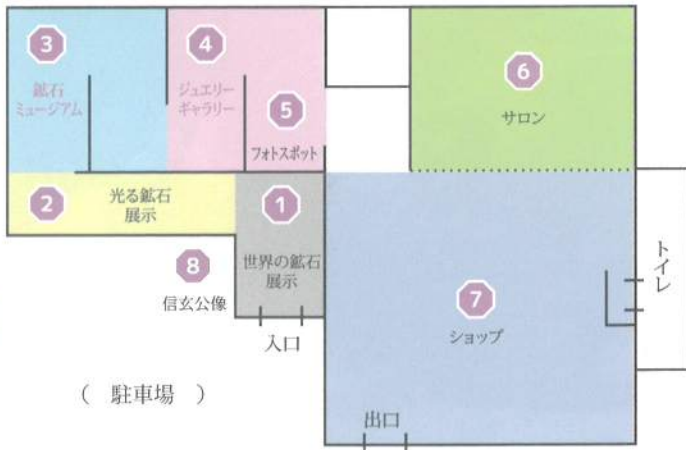 3
鉱石
ミュージアム
4
ジュエリー
ギャラリー
5
フォトスポット
6
サロン
2
光る鉱石
展示
1
世界の鉱石
展示
8
信玄公像
入口
7
ショップ
トイレ
( 駐車場 )
出口